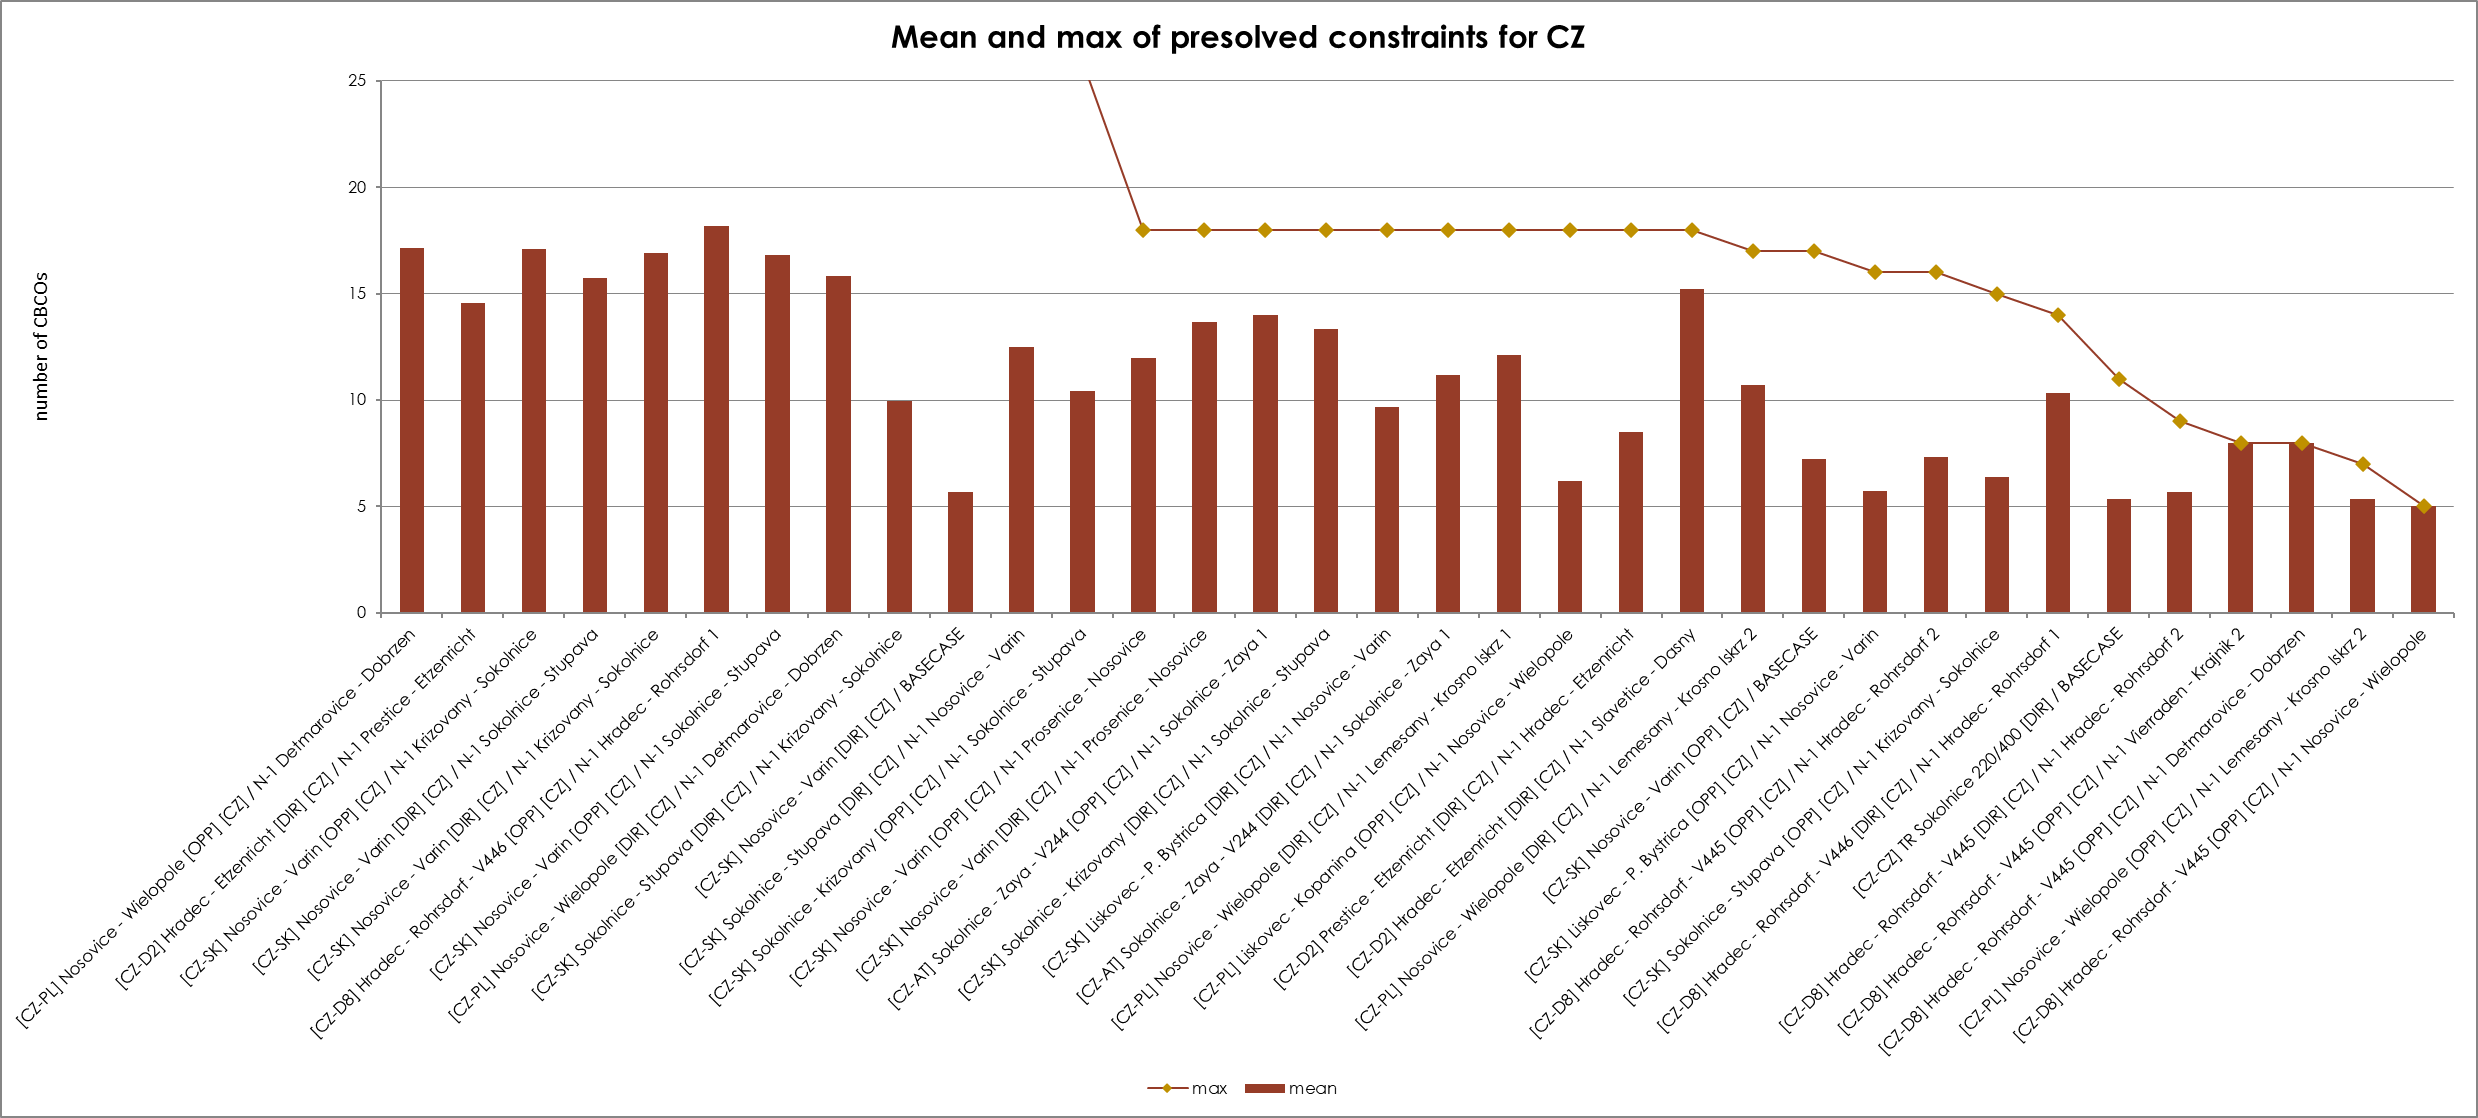 Mean and max of presolved constraints for CZ
number of CBCOs
25
20
15
10
5
0
[CZ-PL] Nosovice - Wielopole [OPP] [CZ] / N-1 Detmarovice - Dobrzen
[CZ-D2] Hradec - Etzenricht [DIR] [CZ] / N-1 Prestice - Etzenricht
[CZ-SK] Nosovice - Varin [OPP] [CZ] / N-1 Krizovany - Sokolnice
[CZ-SK] Nosovice - Varin [DIR] [CZ] / N-1 Sokolnice - Stupava
[CZ-SK] Nosovice - Varin [DIR] [CZ] / N-1 Krizovany - Sokolnice
[CZ-D8] Hradec - Rohrsdorf - V446 [OPP] [CZ] / N-1 Hradec - Rohrsdorf 1
[CZ-SK] Nosovice - Varin [OPP] [CZ] / N-1 Sokolnice - Stupava
[CZ-PL] Nosovice - Wielopole [DIR] [CZ] / N-1 Detmarovice - Dobrzen
[CZ-SK] Sokolnice - Stupava [DIR] [CZ] / N-1 Krizovany - Sokolnice
[CZ-SK] Nosovice - Varin [DIR] [CZ] / BASECASE
[CZ-SK] Sokolnice - Stupava [DIR] [CZ] / N-1 Nosovice - Varin
[CZ-SK] Sokolnice - Krizovany [OPP] [CZ] / N-1 Sokolnice - Stupava
[CZ-SK] Nosovice - Varin [OPP] [CZ] / N-1 Prosenice - Nosovice
[CZ-SK] Nosovice - Varin [DIR] [CZ] / N-1 Prosenice - Nosovice
[CZ-AT] Sokolnice - Zaya - V244 [OPP] [CZ] / N-1 Sokolnice - Zaya 1
[CZ-SK] Sokolnice - Krizovany [DIR] [CZ] / N-1 Sokolnice - Stupava
[CZ-SK] Liskovec - P. Bystrica [DIR] [CZ] / N-1 Nosovice - Varin
[CZ-AT] Sokolnice - Zaya - V244 [DIR] [CZ] / N-1 Sokolnice - Zaya 1
[CZ-PL] Nosovice - Wielopole [DIR] [CZ] / N-1 Lemesany - Krosno Iskrz 1
[CZ-PL] Liskovec - Kopanina [OPP] [CZ] / N-1 Nosovice - Wielopole
[CZ-D2] Prestice - Etzenricht [DIR] [CZ] / N-1 Hradec - Etzenricht
[CZ-D2] Hradec - Etzenricht [DIR] [CZ] / N-1 Slavetice - Dasny
[CZ-PL] Nosovice - Wielopole [DIR] [CZ] / N-1 Lemesany - Krosno Iskrz 2
[CZ-SK] Nosovice - Varin [OPP] [CZ] / BASECASE
[CZ-SK] Liskovec - P. Bystrica [OPP] [CZ] / N-1 Nosovice - Varin
[CZ-D8] Hradec - Rohrsdorf - V445 [OPP] [CZ] / N-1 Hradec - Rohrsdorf 2
[CZ-SK] Sokolnice - Stupava [OPP] [CZ] / N-1 Krizovany - Sokolnice
[CZ-D8] Hradec - Rohrsdorf - V446 [DIR] [CZ] / N-1 Hradec - Rohrsdorf 1
[CZ-CZ] TR Sokolnice 220/400 [DIR] / BASECASE
[CZ-D8] Hradec - Rohrsdorf - V445 [DIR] [CZ] / N-1 Hradec - Rohrsdorf 2
[CZ-D8] Hradec - Rohrsdorf - V445 [OPP] [CZ] / N-1 Vierraden - Krajnik 2
[CZ-D8] Hradec - Rohrsdorf - V445 [OPP] [CZ] / N-1 Detmarovice - Dobrzen
[CZ-PL] Nosovice - Wielopole [OPP] [CZ] / N-1 Lemesany - Krosno Iskrz 2
[CZ-D8] Hradec - Rohrsdorf - V445 [OPP] [CZ] / N-1 Nosovice - Wielopole
max
mean